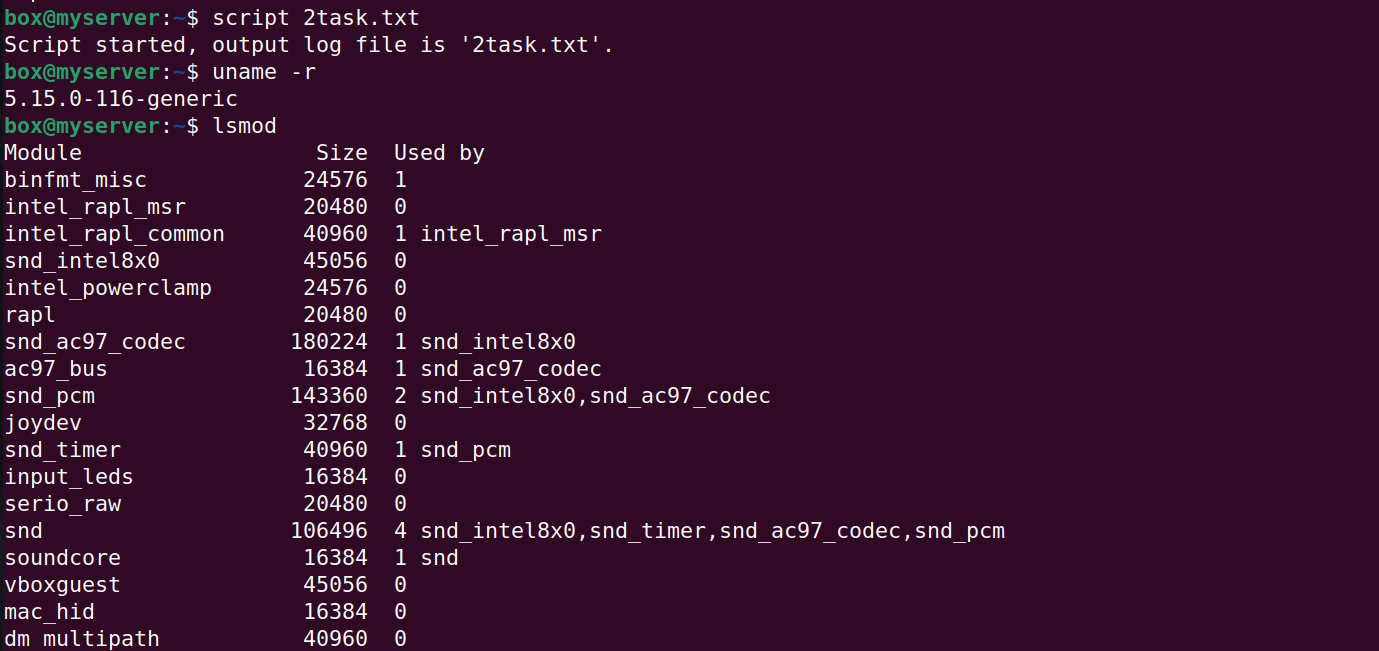 box@myserver:~$ script 2task.txt
Script started, output log file is '2task.txt'.
box@myserver:~$ uname -r
5.15.0-116-generic
box@myserver:~$ lsmod
Module                  Size  Used by
binfmt_misc            24576  1
intel_rapl_msr         20480  0
intel_rapl_common      40960  1 intel_rapl_msr
snd_intel8x0           45056  0
intel_powerclamp       24576  0
rapl                   20480  0
snd_ac97_codec        180224  1 snd_intel8x0
ac97_bus               16384  1 snd_ac97_codec
snd_pcm               143360  2 snd_intel8x0,snd_ac97_codec
joydev                 32768  0
snd_timer              40960  1 snd_pcm
input_leds             16384  0
serio_raw              20480  0
snd                   106496  4 snd_intel8x0,snd_timer,snd_ac97_codec,snd_pcm
soundcore              16384  1 snd
vboxguest              45056  0
mac_hid                16384  0
dm_multipath           40960  0